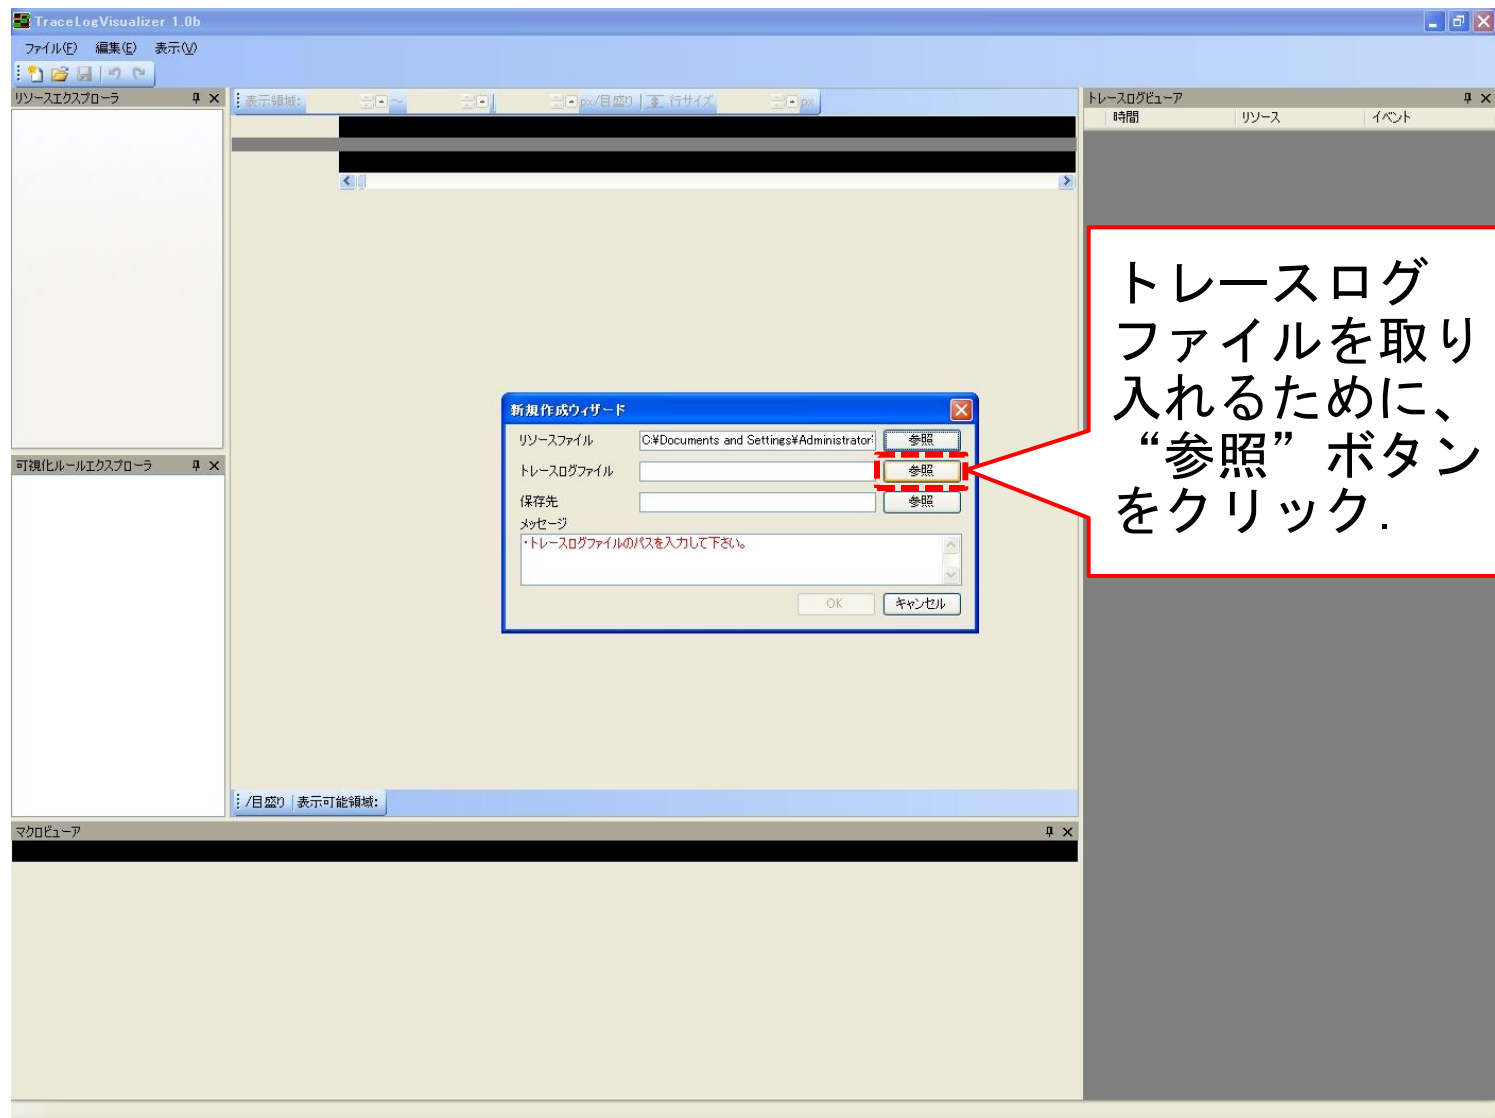 TraceLogVisualizer 1.0b
ファイル(F) 編集(E) 表示(V)
リソースエクスプローラ
表示領域: ～ px/目盛り 行サイズ px
トレースログビューア
時間 リソース イベント
トレースログ
ファイルを取り
入れるために、
“参照”ボタン
をクリック.
新規作成ウィザード
リソースファイル C:¥Documents and Settings¥Administrator 参照
トレースログファイル 参照
保存先 参照
メッセージ
・トレースログファイルのパスを入力して下さい。
OK キャンセル
可視化ルールエクスプローラ
/目盛り 表示可能領域:
マクロビューア